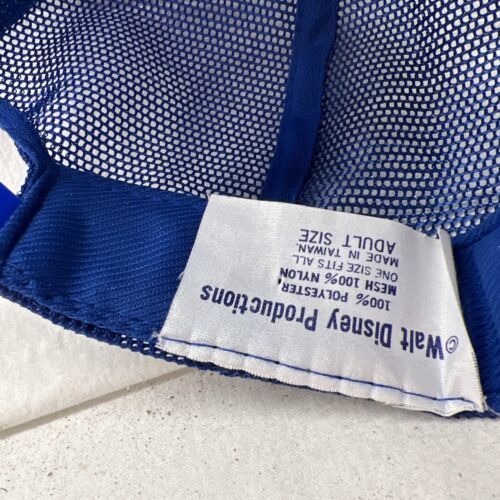 © Walt Disney Productions
100% POLYESTER
MESH 100% NYLON
ONE SIZE FITS ALL
MADE IN TAIWAN.
ADULT SIZE